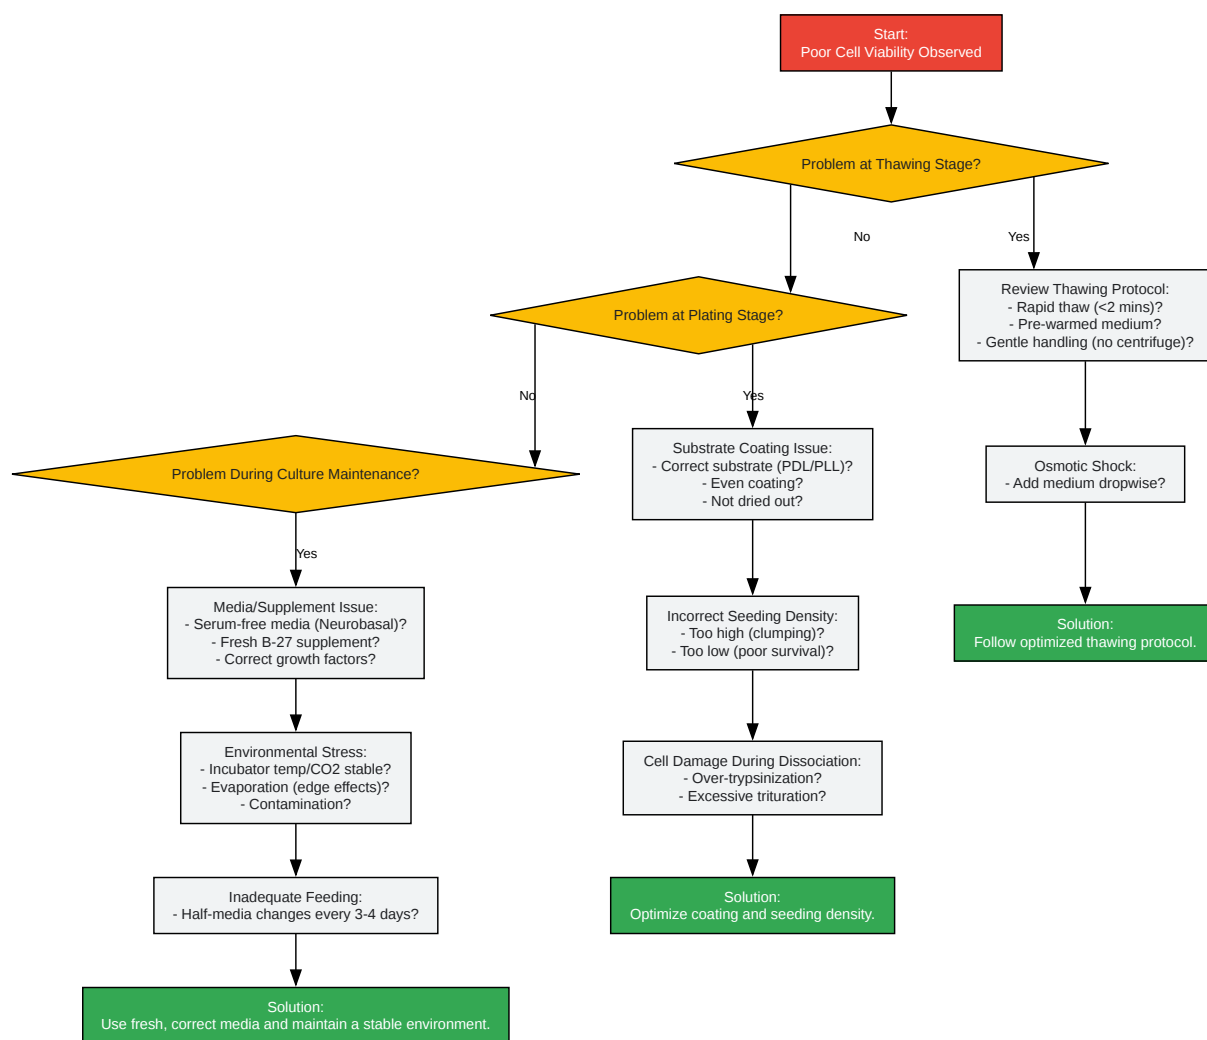 Start:
Poor Cell Viability Observed
Problem at Thawing Stage?
No
Yes
Problem at Plating Stage?
Review Thawing Protocol:
- Rapid thaw (<2 mins)?
- Pre-warmed medium?
- Gentle handling (no centrifuge)?
No
Yes
Problem During Culture Maintenance?
Substrate Coating Issue:
- Correct substrate (PDL/PLL)?
- Even coating?
- Not dried out?
Osmotic Shock:
- Add medium dropwise?
Yes
Media/Supplement Issue:
- Serum-free media (Neurobasal)?
- Fresh B-27 supplement?
- Correct growth factors?
Incorrect Seeding Density:
- Too high (clumping)?
- Too low (poor survival)?
Solution:
Follow optimized thawing protocol.
Environmental Stress:
- Incubator temp/CO2 stable?
- Evaporation (edge effects)?
- Contamination?
Cell Damage During Dissociation:
- Over-trypsinization?
- Excessive trituration?
Inadequate Feeding:
- Half-media changes every 3-4 days?
Solution:
Optimize coating and seeding density.
Solution:
Use fresh, correct media and maintain a stable environment.